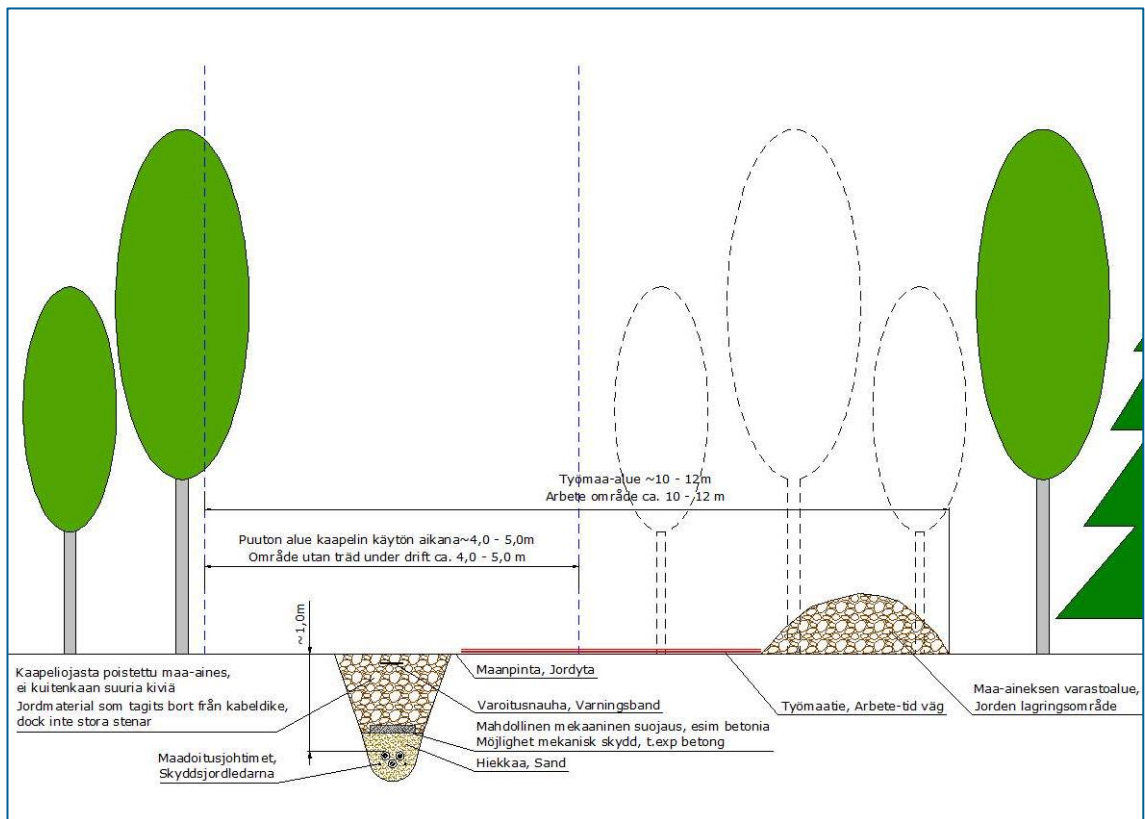 Työmaa-alue ~10 - 12m
Arbete område ca. 10 - 12 m
Puuton alue kaapelin käytön aikana~4,0 - 5,0m
Område utan träd under drift ca. 4,0 - 5,0 m
~1,0m
Kaapeliojasta poistettu maa-aines,
ei kuitenkaan suuria kiviä
Jordmaterial som tagits bort från kabeldike,
dock inte stora stenar
Maadoitusjohtimet,
Skyddsjordledarna
Maanpinta, Jordyta
Varoitusnauha, Varningsband
Mahdollinen mekaaninen suojaus, esim betonia
Möjlighet mekanisk skydd, t.exp betong
Hiekkaa, Sand
Työmaatie, Arbete-tid väg
Maa-aineksen varastoalue,
Jorden lagringsområde